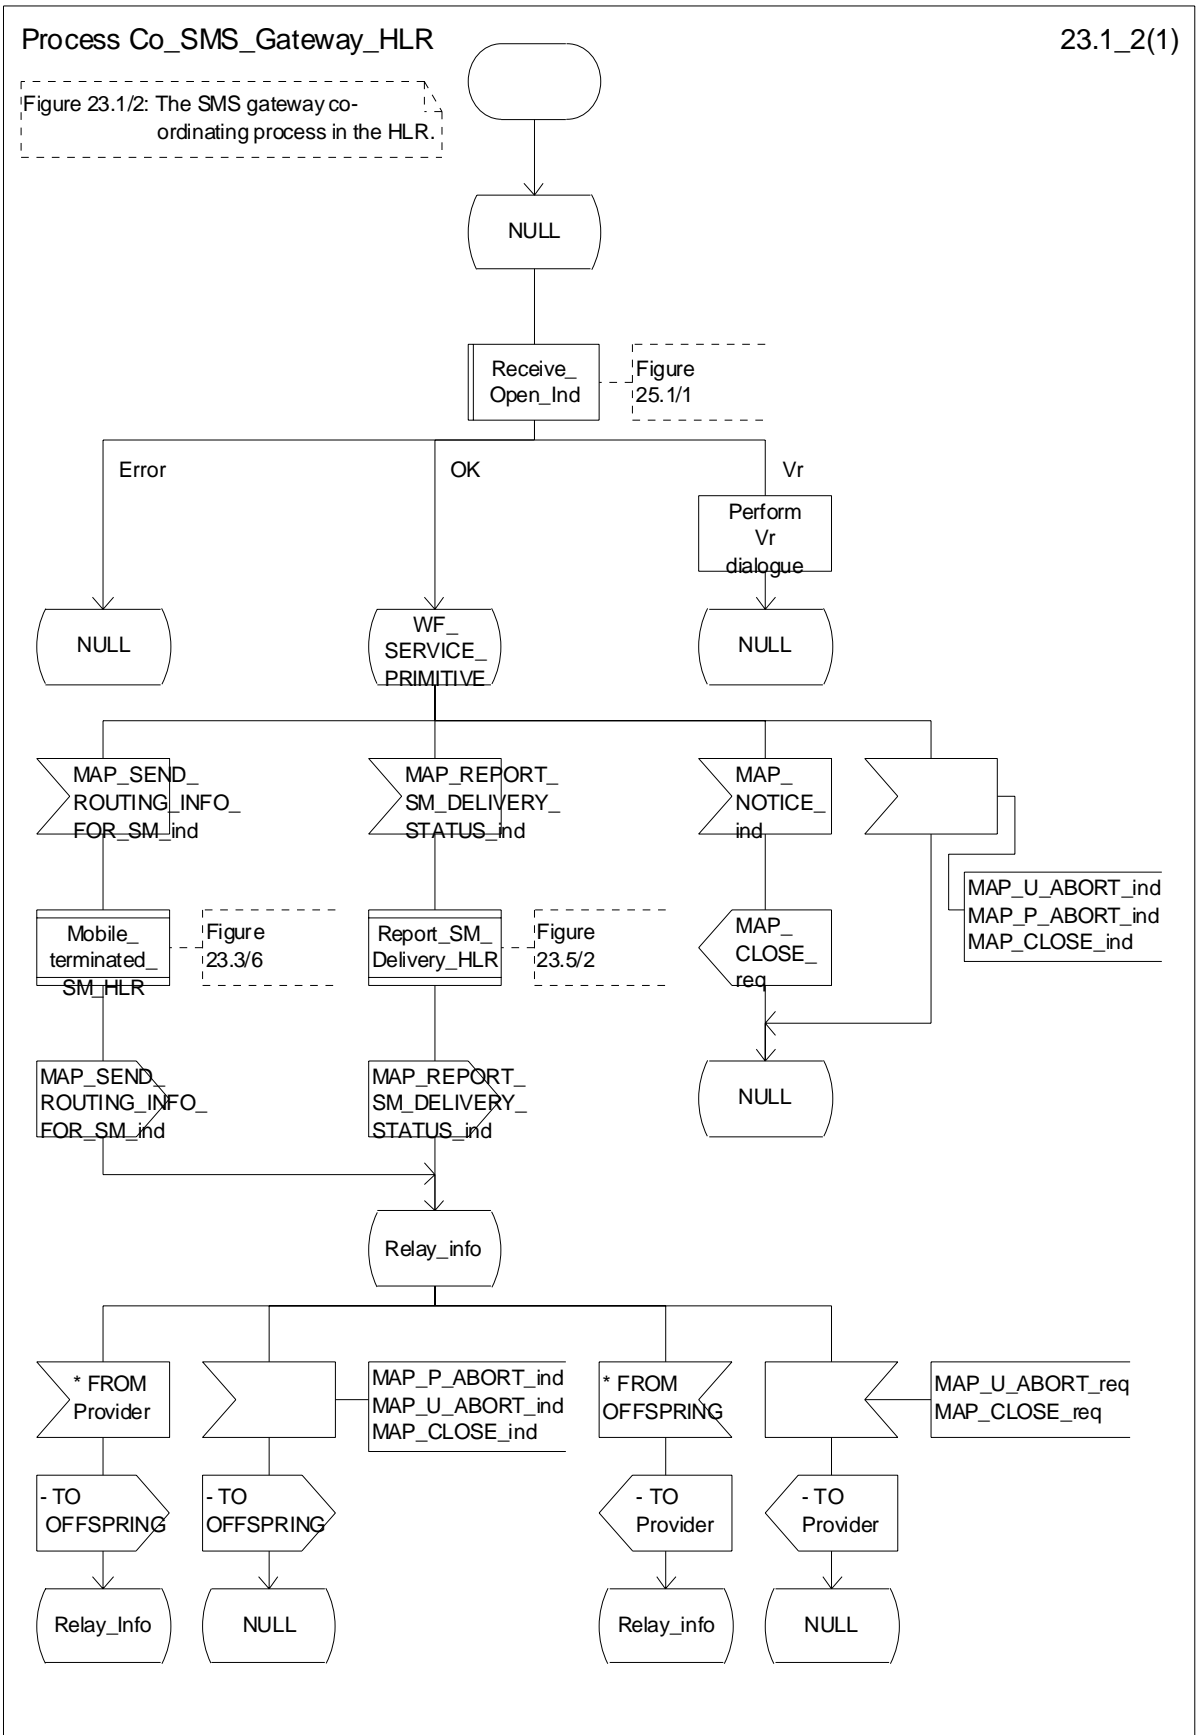 Process Co_SMS_Gateway_HLR
23.1_2(1)
Figure 23.1/2: The SMS gateway co-
ordinating process in the HLR.
NULL
Receive_
Open_Ind
Figure
25.1/1
Error
OK
Vr
Perform
Vr
dialogue
NULL
WF_
SERVICE_
PRIMITIVE
NULL
MAP_SEND_
ROUTING_INFO_
FOR_SM_ind
MAP_REPORT_
SM_DELIVERY_
STATUS_ind
MAP_
NOTICE_
ind
MAP_U_ABORT_ind
MAP_P_ABORT_ind
MAP_CLOSE_ind
Mobile_
terminated_
SM_HLR
Figure
23.3/6
Report_SM_
Delivery_HLR
Figure
23.5/2
MAP_
CLOSE_
req
MAP_SEND_
ROUTING_INFO_
FOR_SM_ind
MAP_REPORT_
SM_DELIVERY_
STATUS_ind
NULL
Relay_info
* FROM
Provider
MAP_P_ABORT_ind
MAP_U_ABORT_ind
MAP_CLOSE_ind
* FROM
OFFSPRING
MAP_U_ABORT_req
MAP_CLOSE_req
- TO
OFFSPRING
- TO
OFFSPRING
- TO
Provider
- TO
Provider
Relay_Info
NULL
Relay_info
NULL